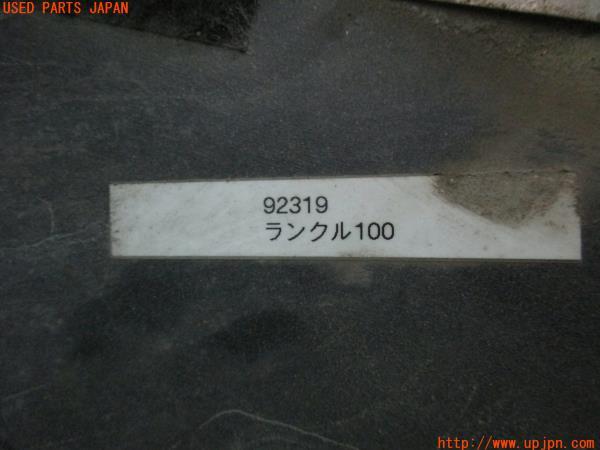 USED PARTS JAPAN
92319
ランクル100
http://www.upjpn.com